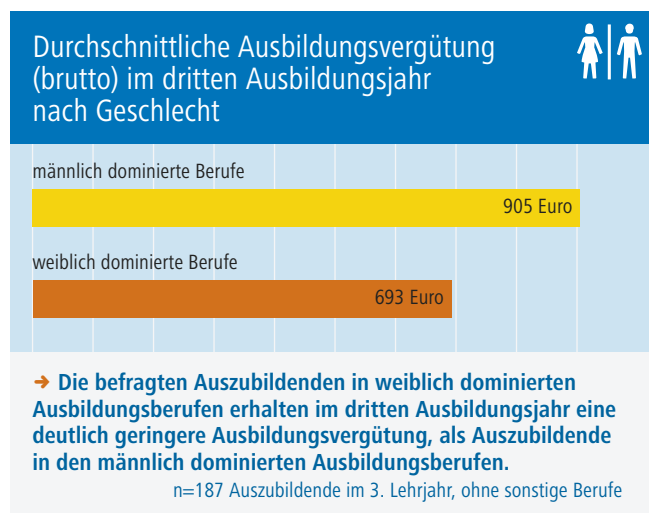 Durchschnittliche Ausbildungsvergütung
(brutto) im dritten Ausbildungsjahr
nach Geschlecht
männlich dominierte Berufe
905 Euro
weiblich dominierte Berufe
693 Euro
➔ Die befragten Auszubildenden in weiblich dominierten
Ausbildungsberufen erhalten im dritten Ausbildungsjahr eine
deutlich geringere Ausbildungsvergütung, als Auszubildende
in den männlich dominierten Ausbildungsberufen.
n=187 Auszubildende im 3. Lehrjahr, ohne sonstige Berufe